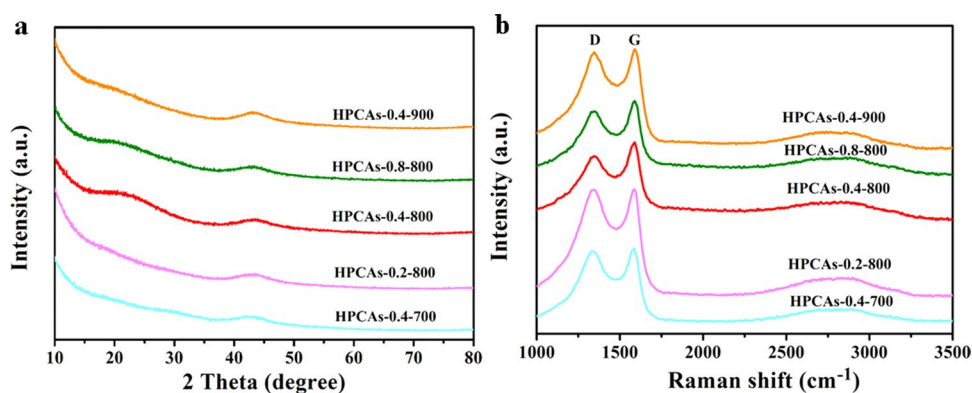 a
Intensity (a.u.)
HPCAs-0.4-900
HPCAs-0.8-800
HPCAs-0.4-800
HPCAs-0.2-800
HPCAs-0.4-700
10 20 30 40 50 60 70 80
2 Theta (degree)
b
Intensity (a.u.)
D G
HPCAs-0.4-900
HPCAs-0.8-800
HPCAs-0.4-800
HPCAs-0.2-800
HPCAs-0.4-700
1000 1500 2000 2500 3000 3500
Raman shift (cm⁻¹)